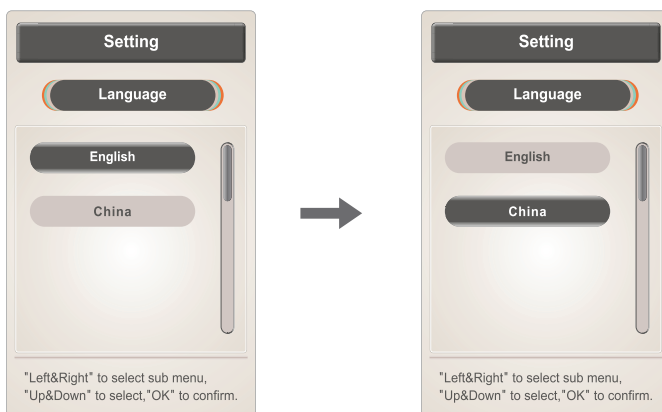 Setting
Language
English
China
"Left&Right" to select sub menu,
"Up&Down" to select,"OK" to confirm.
Setting
Language
English
China
"Left&Right" to select sub menu,
"Up&Down" to select,"OK" to confirm.